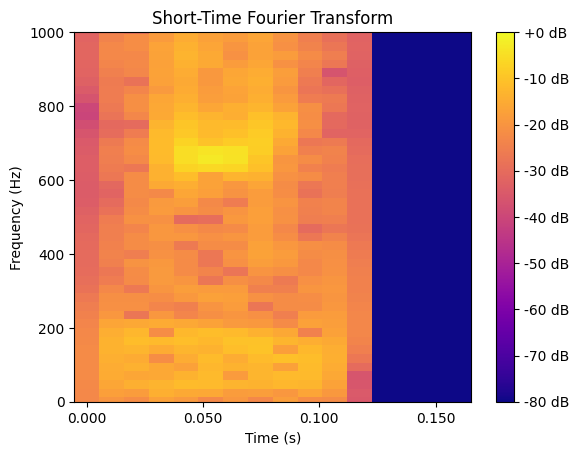 Short-Time Fourier Transform
1000
800
600
400
200
0
Frequency (Hz)
0.000
0.050
0.100
0.150
Time (s)
+0 dB
-10 dB
-20 dB
-30 dB
-40 dB
-50 dB
-60 dB
-70 dB
-80 dB